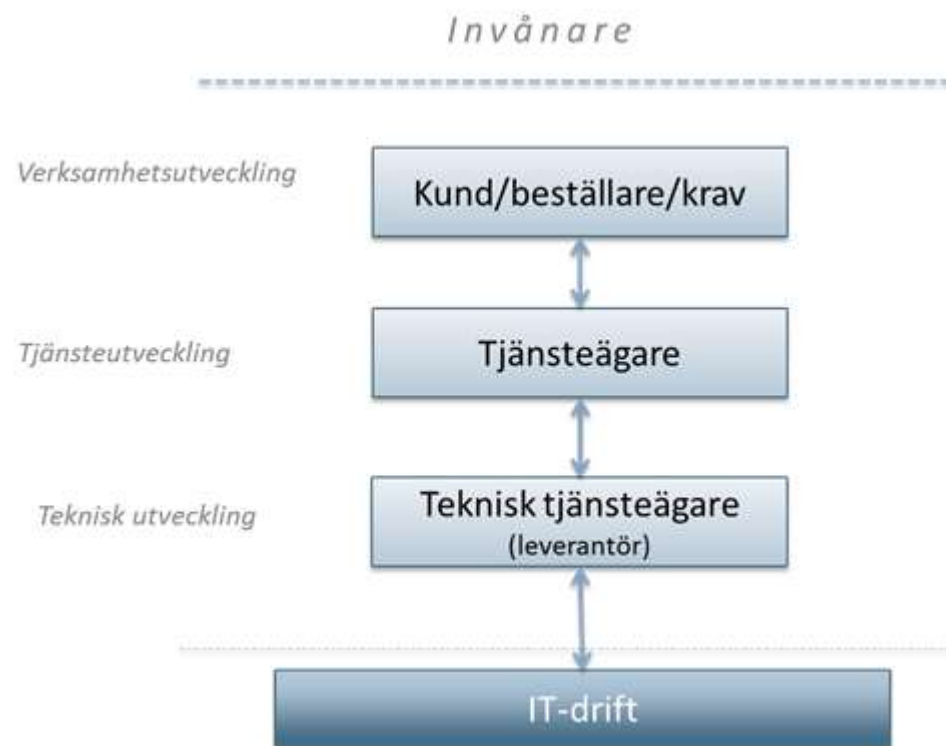 Invånare
Verksamhetsutveckling
Kund/beställare/krav
Tjänsteutveckling
Tjänsteägare
Teknisk utveckling
Teknisk tjänsteägare
(leverantör)
IT-drift